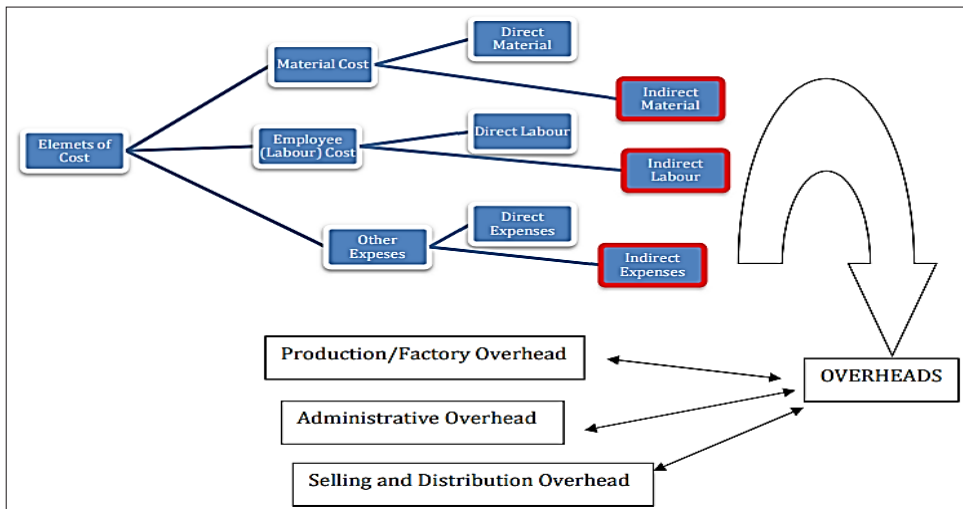 Direct
Material
Material Cost
Indirect
Material
Elemets of
Cost
Employee
(Labour) Cost
Direct Labour
Indirect
Labour
Other
Expeses
Direct
Expenses
Indirect
Expenses
Production/Factory Overhead
OVERHEADS
Administrative Overhead
Selling and Distribution Overhead